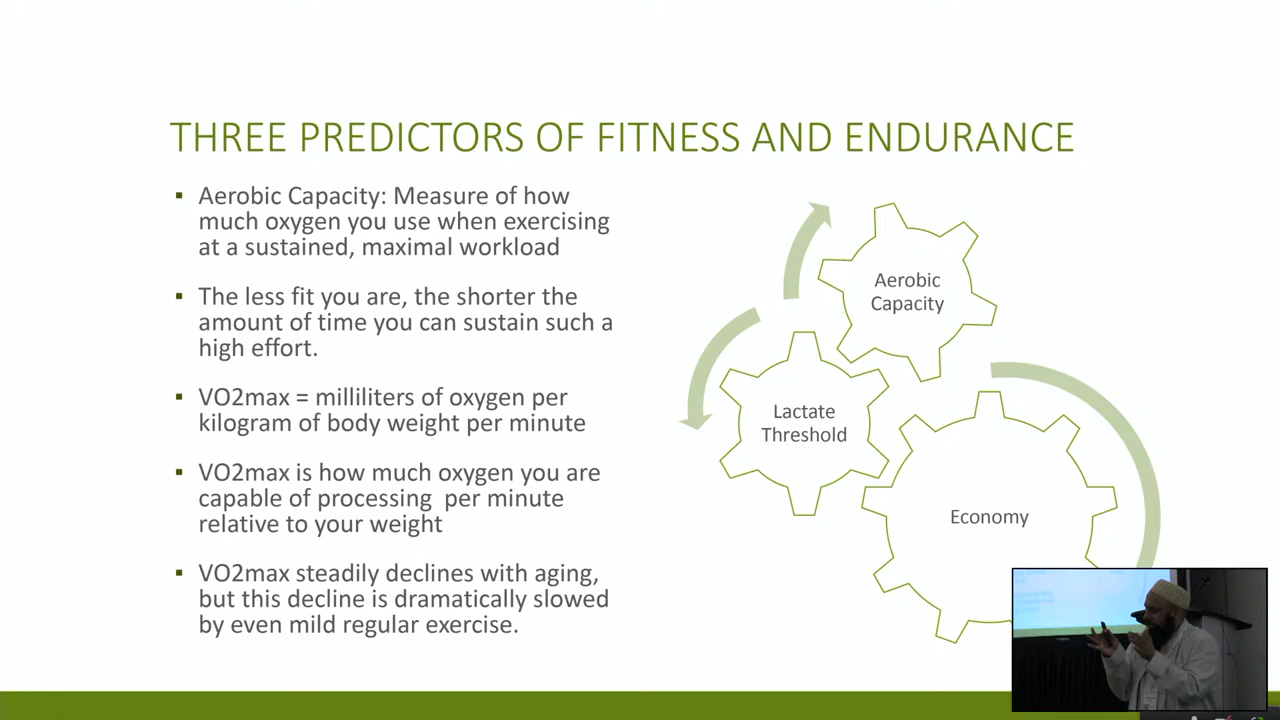 THREE PREDICTORS OF FITNESS AND ENDURANCE
▪ Aerobic Capacity: Measure of how
much oxygen you use when exercising
at a sustained, maximal workload
▪ The less fit you are, the shorter the
amount of time you can sustain such a
high effort.
▪ VO2max = milliliters of oxygen per
kilogram of body weight per minute
▪ VO2max is how much oxygen you are
capable of processing per minute
relative to your weight
▪ VO2max steadily declines with aging,
but this decline is dramatically slowed
by even mild regular exercise.
Aerobic
Capacity
Lactate
Threshold
Economy